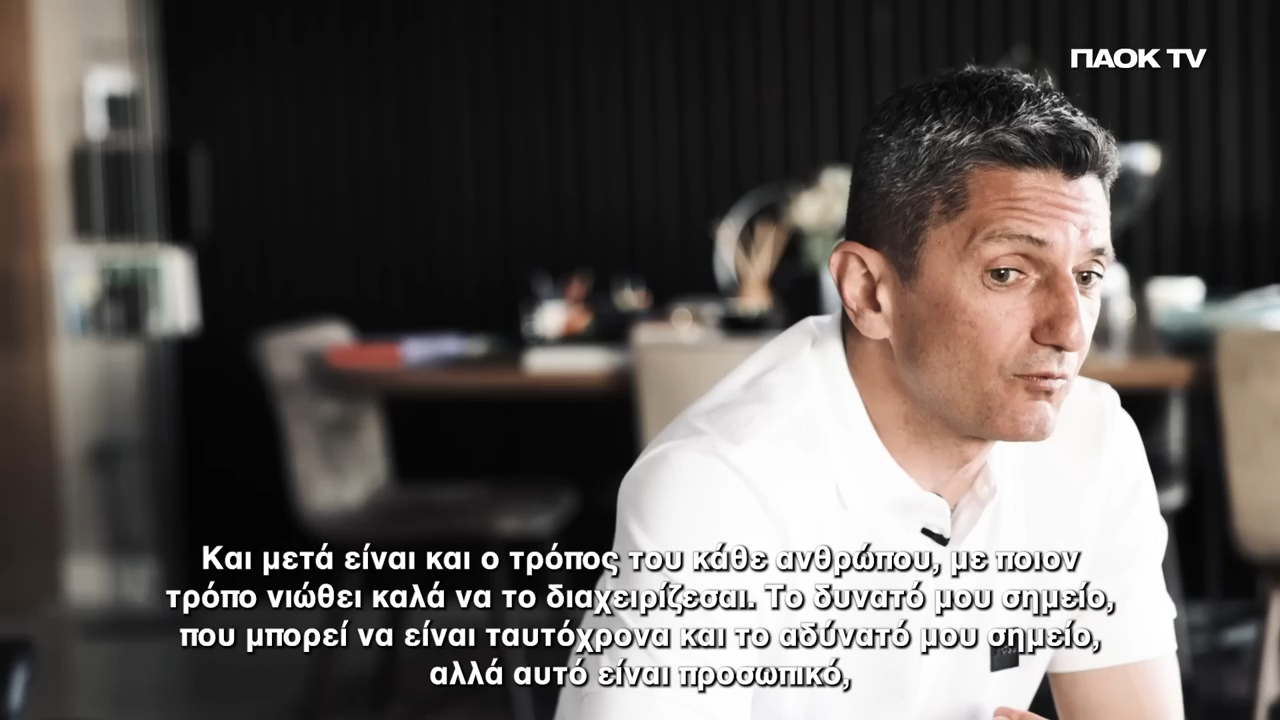 ΠΑΟΚ TV
Και μετά είναι και ο τρόπος του κάθε ανθρώπου, με ποιον
τρόπο νιώθει καλά να το διαχειρίζεσαι. Το δυνατό μου σημείο,
που μπορεί να είναι ταυτόχρονα και το αδύνατό μου σημείο,
αλλά αυτό είναι προσωπικό,